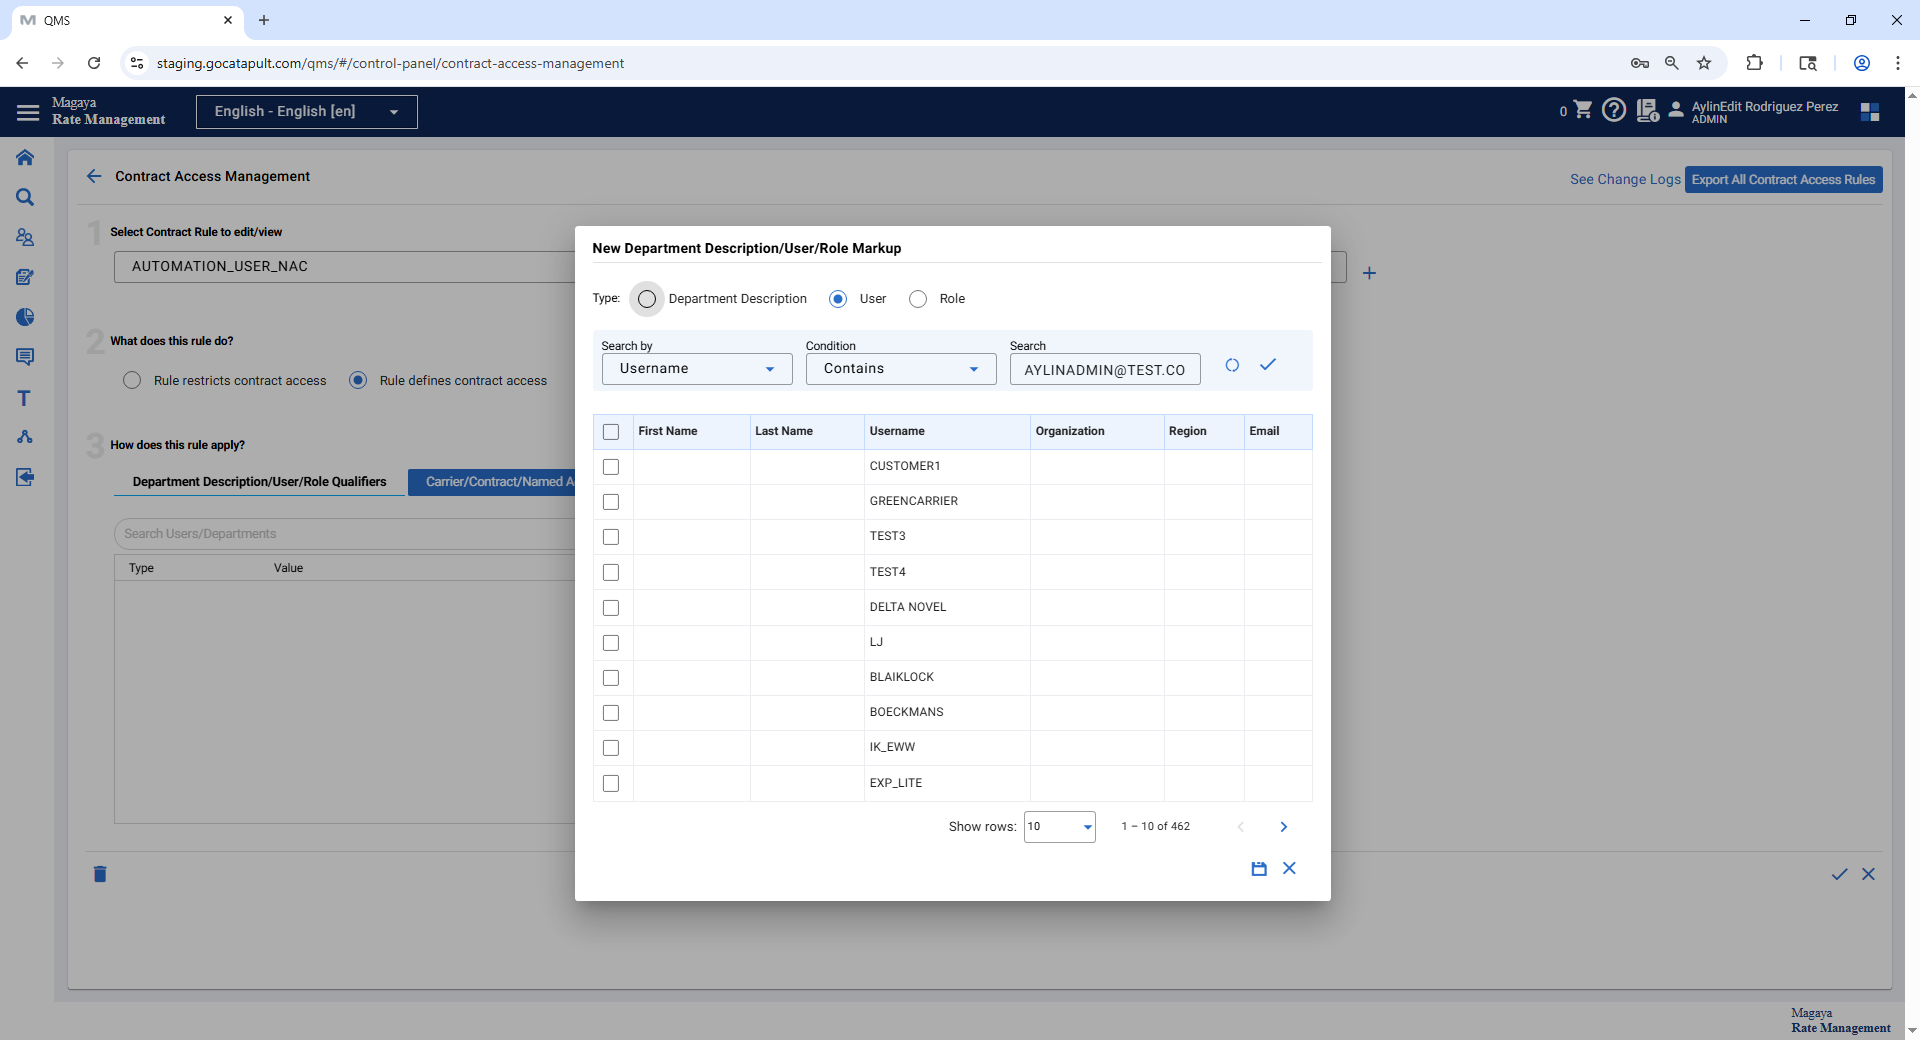 QMS
staging.gocatapult.com/qms/#/control-panel/contract-access-management
Magaya
Rate Management
English - English [en]
0
AylinEdit Rodriguez Perez
ADMIN
Contract Access Management
See Change Logs
Export All Contract Access Rules
1
Select Contract Rule to edit/view
AUTOMATION_USER_NAC
2
What does this rule do?
Rule restricts contract access
Rule defines contract access
3
How does this rule apply?
Department Description/User/Role Qualifiers
Carrier/Contract/Named A
Search Users/Departments
Type Value
New Department Description/User/Role Markup
Type: Department Description User Role
Search by Condition Search
Username Contains AYLINADMIN@TEST.CO
First Name Last Name Username Organization Region Email
CUSTOMER1
GREENCARRIER
TEST3
TEST4
DELTA NOVEL
LJ
BLAIKLOCK
BOECKMANS
IK_EWW
EXP_LITE
Show rows: 10 1 – 10 of 462
Magaya
Rate Management